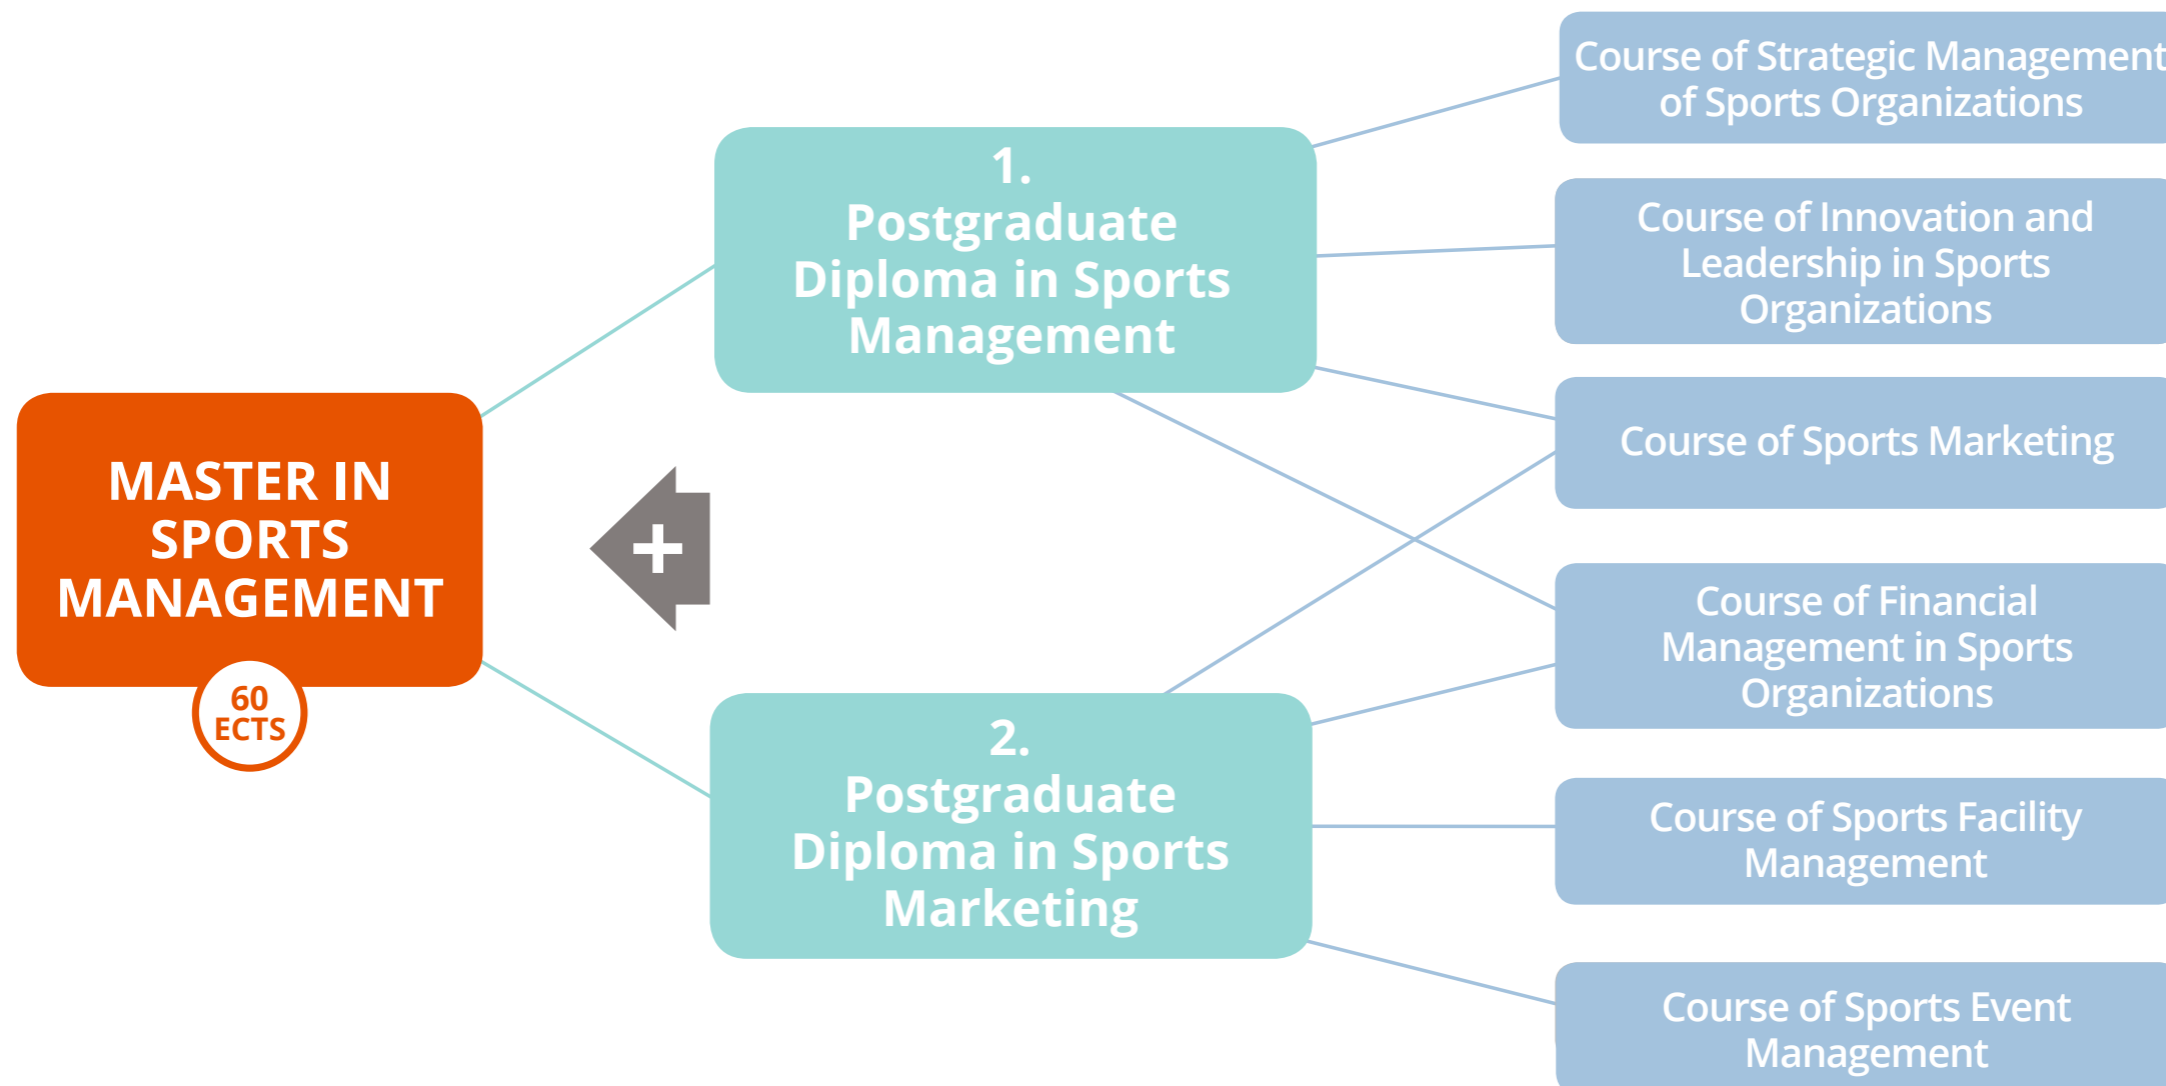 MASTER IN
SPORTS
MANAGEMENT
60
ECTS
+
1.
Postgraduate
Diploma in Sports
Management
2.
Postgraduate
Diploma in Sports
Marketing
Course of Strategic Management
of Sports Organizations
Course of Innovation and
Leadership in Sports
Organizations
Course of Sports Marketing
Course of Financial
Management in Sports
Organizations
Course of Sports Facility
Management
Course of Sports Event
Management